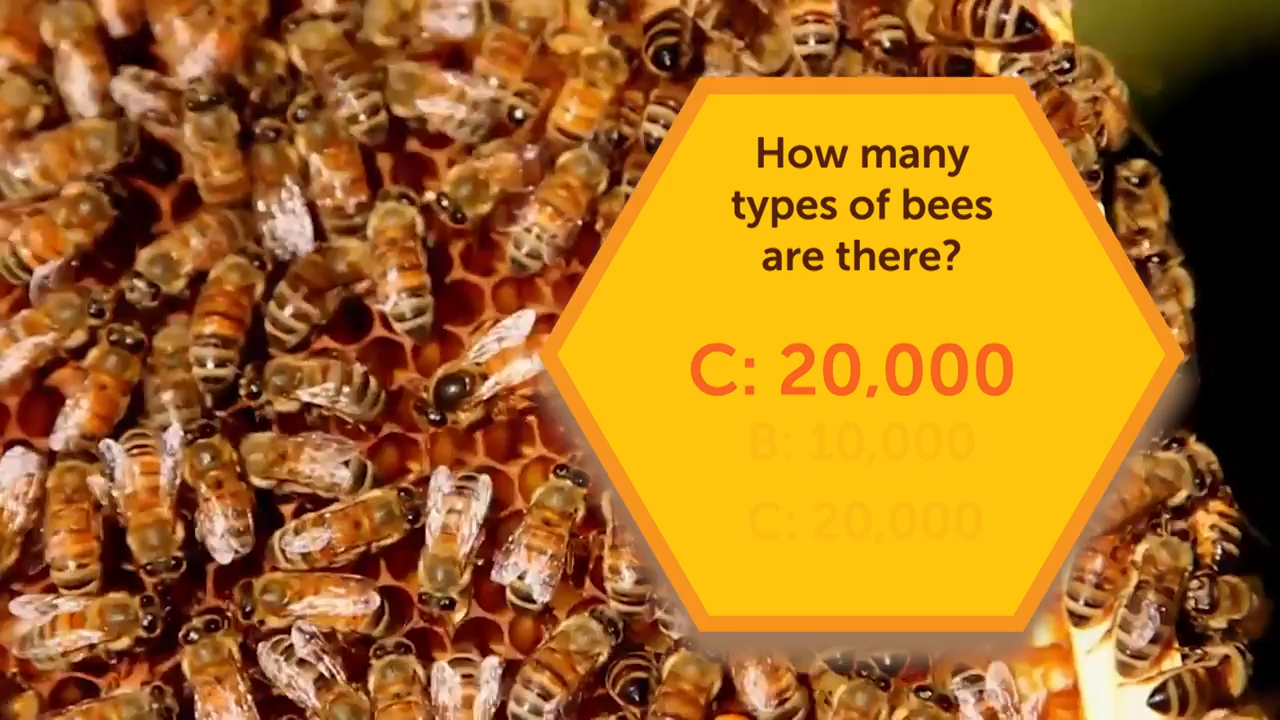 How many
types of bees
are there?
C: 20,000
B: 10,000
C: 20,000